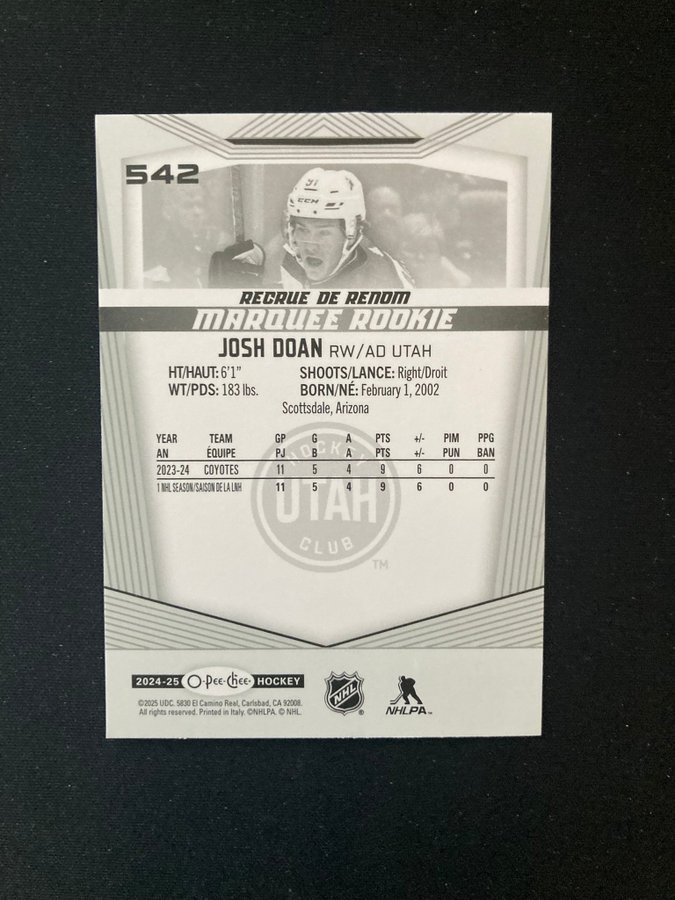 542
91
CCM
RECRUE DE RENOM
MARQUEE ROOKIE
JOSH DOAN RW/AD UTAH
HT/HAUT: 6'1" SHOOTS/LANCE: Right/Droit
WT/PDS: 183 lbs. BORN/NÉ: February 1, 2002
Scottsdale, Arizona
YEAR TEAM GP G A PTS +/- PIM PPG
AN ÉQUIPE PJ B A PTS +/- PUN BAN
2023-24 COYOTES 11 5 4 9 6 0 0
1 NHL SEASON/SAISON DE LA LNH 11 5 4 9 6 0 0
HOCKEY
UTAH
CLUB
TM
2024-25 O-Pee-Chee HOCKEY
NHL ®
NHLPA™
©2025 UDC. 5830 El Camino Real, Carlsbad, CA 92008.
All rights reserved. Printed in Italy. ©NHLPA. © NHL.